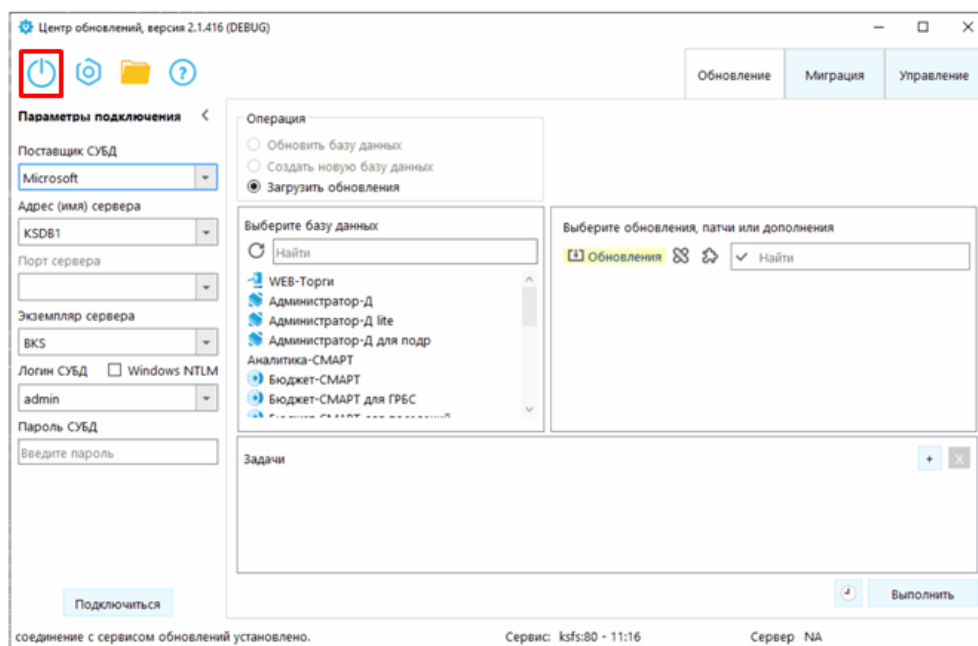 Центр обновлений, версия 2.1.416 (DEBUG)
Обновление
Миграция
Управление
Параметры подключения
Поставщик СУБД
Microsoft
Адрес (имя) сервера
KSDB1
Порт сервера
Экземпляр сервера
BKS
Логин СУБД Windows NTLM
admin
Пароль СУБД
Введите пароль
Подключиться
Операция
Обновить базу данных
Создать новую базу данных
Загрузить обновления
Выберите базу данных
Найти
WEB-Торги
Администратор-Д
Администратор-Д lite
Администратор-Д для подр
Аналитика-СМАРТ
Бюджет-СМАРТ
Бюджет-СМАРТ для ГРБС
Выберите обновления, патчи или дополнения
Обновления
Найти
Задачи
+ X
Выполнить
соединение с сервисом обновлений установлено.
Сервис: ksfs:80 - 11:16
Сервер NA